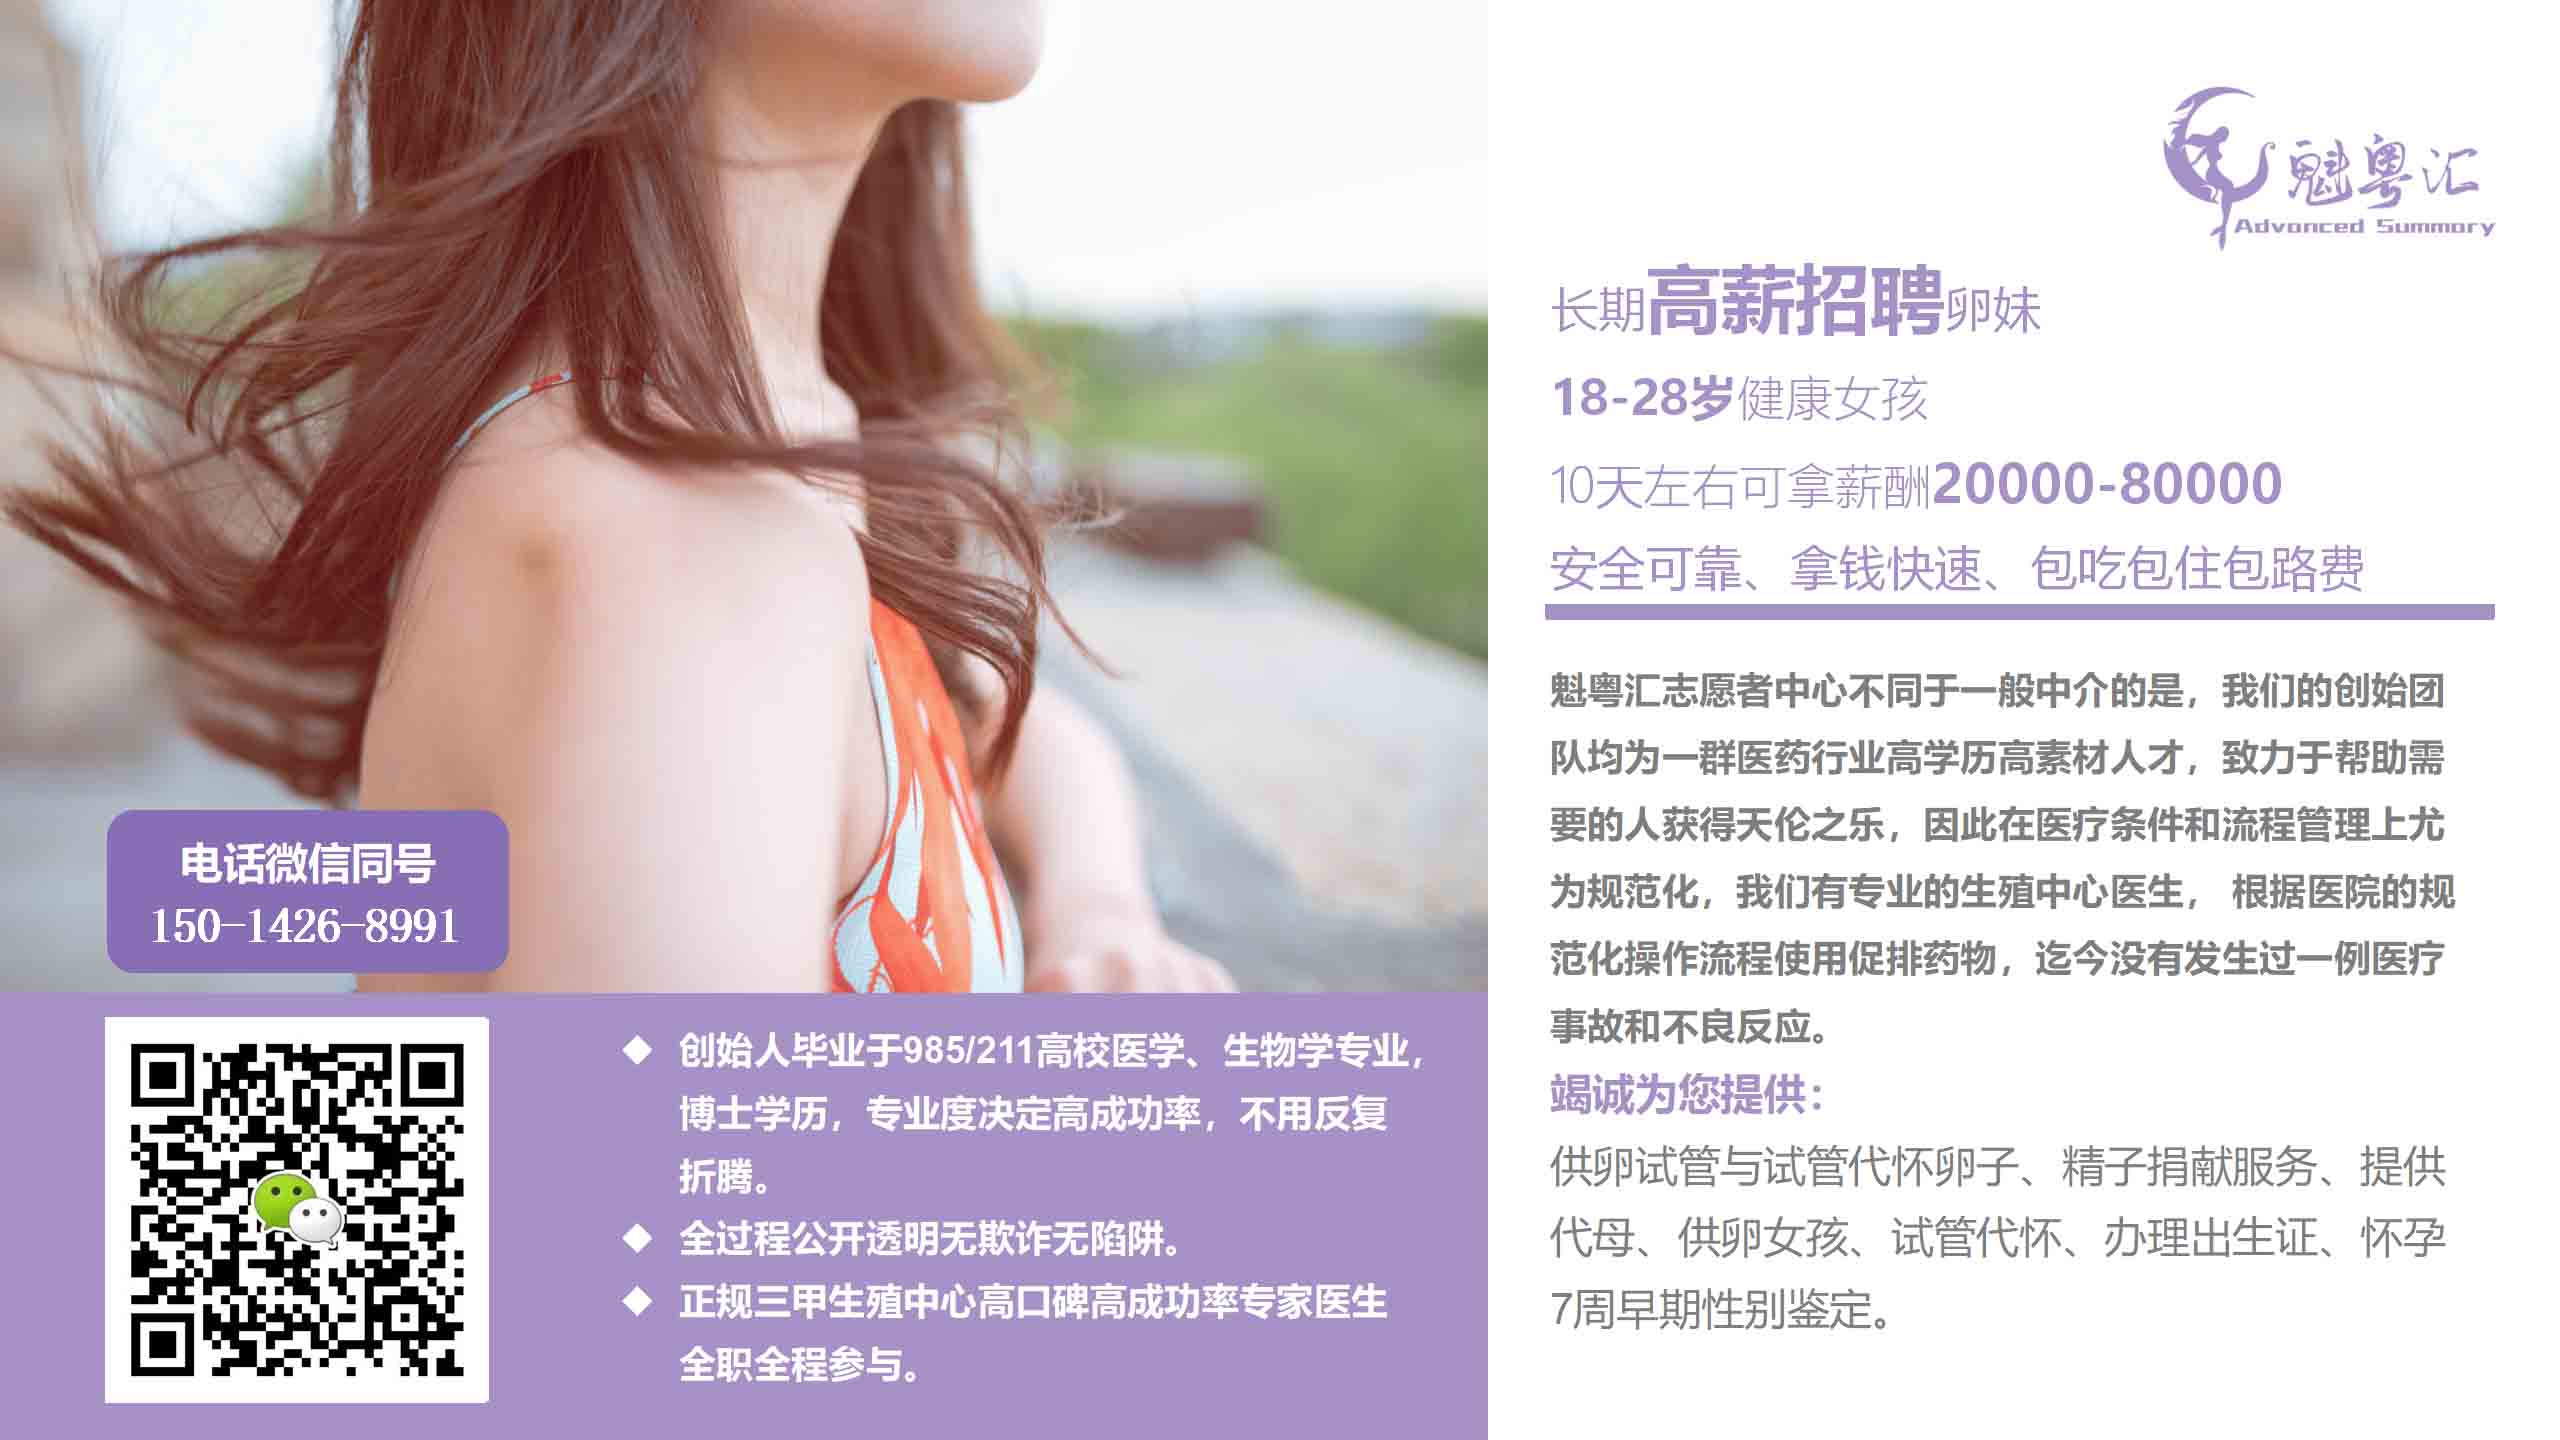 魁粤汇
Advanced Summary
长期高薪招聘卵妹
18-28岁健康女孩
10天左右可拿薪酬20000-80000
安全可靠、拿钱快速、包吃包住包路费
魁粤汇志愿者中心不同于一般中介的是，我们的创始团
队均为一群医药行业高学历高素材人才，致力于帮助需
要的人获得天伦之乐，因此在医疗条件和流程管理上尤
为规范化，我们有专业的生殖中心医生， 根据医院的规
范化操作流程使用促排药物，迄今没有发生过一例医疗
事故和不良反应。
竭诚为您提供：
供卵试管与试管代怀卵子、精子捐献服务、提供
代母、供卵女孩、试管代怀、办理出生证、怀孕
7周早期性别鉴定。
电话微信同号
150-1426-8991
◆ 创始人毕业于985/211高校医学、生物学专业，
博士学历，专业度决定高成功率，不用反复
折腾。
◆ 全过程公开透明无欺诈无陷阱。
◆ 正规三甲生殖中心高口碑高成功率专家医生
全职全程参与。